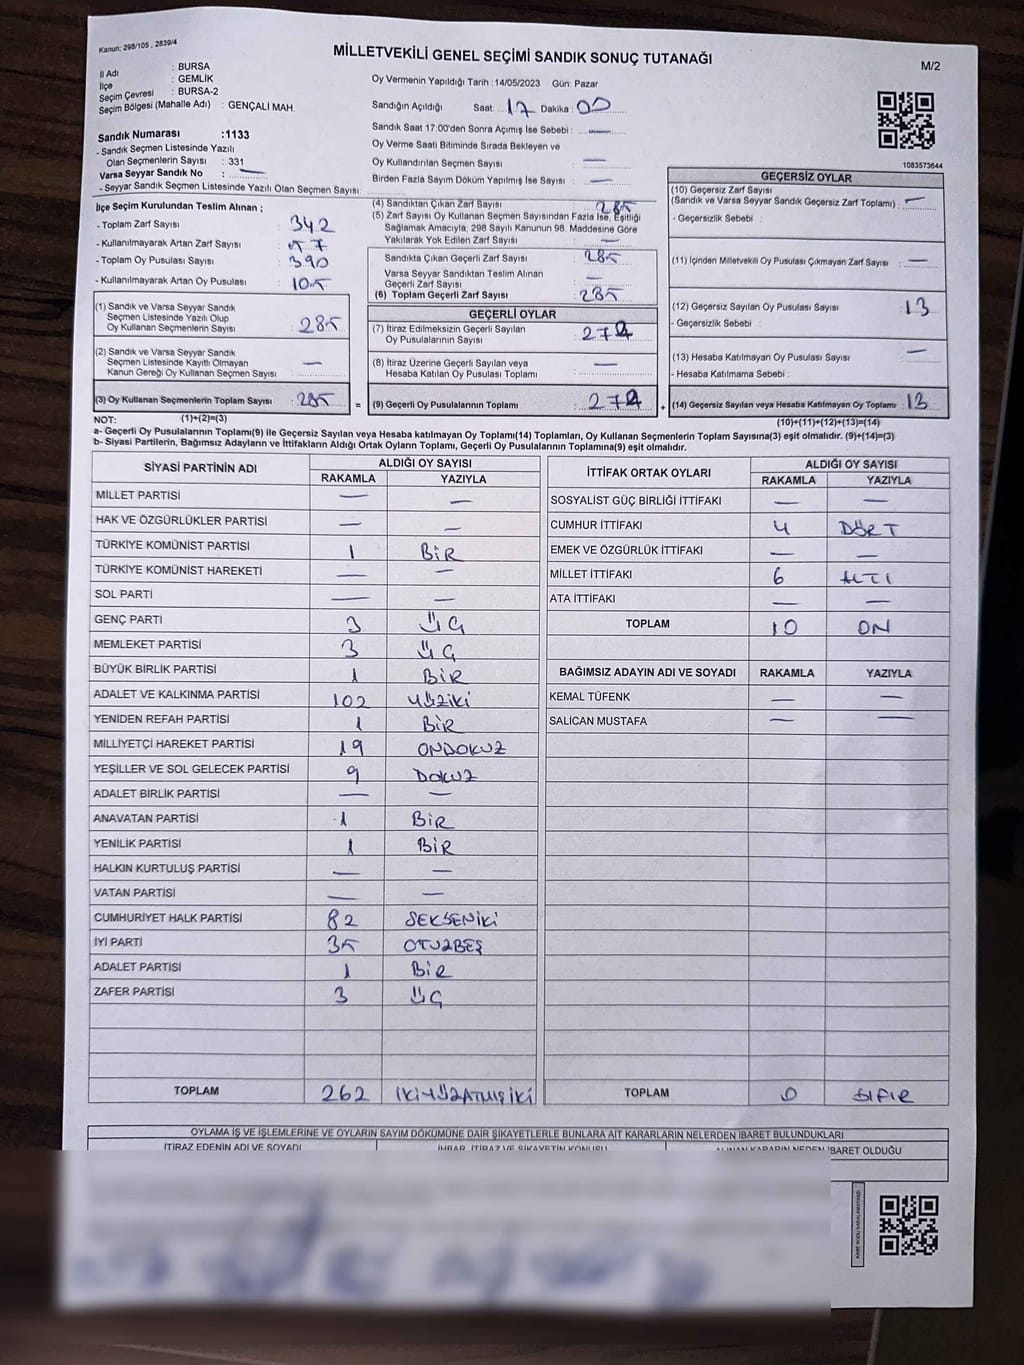 Kanun: 298/105 , 2839/4
MİLLETVEKİLİ GENEL SEÇİMİ SANDIK SONUÇ TUTANAĞI
M/2
İl Adı : BURSA
İlçe : GEMLİK
Seçim Çevresi : BURSA-2
Seçim Bölgesi (Mahalle Adı) : GENÇALİ MAH.
Sandık Numarası :1133
- Sandık Seçmen Listesinde Yazılı
Olan Seçmenlerin Sayısı : 331
Varsa Seyyar Sandık No : —
- Seyyar Sandık Seçmen Listesinde Yazılı Olan Seçmen Sayısı:
Oy Vermenin Yapıldığı Tarih : 14/05/2023 Gün: Pazar
Sandığın Açıldığı Saat: 17 Dakika : 00
Sandık Saat 17:00'den Sonra Açımış İse Sebebi : —
Oy Verme Saati Bitiminde Sırada Bekleyen ve
Oy Kullandırılan Seçmen Sayısı : —
Birden Fazla Sayım Döküm Yapılmış İse Sayısı : —
1083573644
İlçe Seçim Kurulundan Teslim Alınan ;
- Toplam Zarf Sayısı : 342
- Kullanılmayarak Artan Zarf Sayısı : 57
- Toplam Oy Pusulası Sayısı : 390
- Kullanılmayarak Artan Oy Pusulası : 105
(1) Sandık ve Varsa Seyyar Sandık
Seçmen Listesinde Yazılı Olup
Oy Kullanan Seçmenlerin Sayısı : 285
(2) Sandık ve Varsa Seyyar Sandık
Seçmen Listesinde Kayıtlı Olmayan
Kanun Gereği Oy Kullanan Seçmen Sayısı : —
(3) Oy Kullanan Seçmenlerin Toplam Sayısı : 285
(4) Sandıktan Çıkan Zarf Sayısı : 285
(5) Zarf Sayısı Oy Kullanan Seçmen Sayısından Fazla İse, Eşitliği
Sağlamak Amacıyla, 298 Sayılı Kanunun 98. Maddesine Göre
Yakılarak Yok Edilen Zarf Sayısı : —
Sandıkta Çıkan Geçerli Zarf Sayısı : 285
Varsa Seyyar Sandıktan Teslim Alınan
Geçerli Zarf Sayısı : —
(6) Toplam Geçerli Zarf Sayısı : 285
GEÇERLİ OYLAR
(7) İtiraz Edilmeksizin Geçerli Sayılan
Oy Pusulalarının Sayısı : 272
(8) İtiraz Üzerine Geçerli Sayılan veya
Hesaba Katılan Oy Pusulası Toplamı : —
= (9) Geçerli Oy Pusulalarının Toplamı : 272
GEÇERSİZ OYLAR
(10) Geçersiz Zarf Sayısı
(Sandık ve Varsa Seyyar Sandık Geçersiz Zarf Toplamı) : —
- Geçersizlik Sebebi :
(11) İçinden Milletvekili Oy Pusulası Çıkmayan Zarf Sayısı : —
(12) Geçersiz Sayılan Oy Pusulası Sayısı : 13
- Geçersizlik Sebebi :
(13) Hesaba Katılmayan Oy Pusulası Sayısı : —
- Hesaba Katılmama Sebebi :
+ (14) Geçersiz Sayılan veya Hesaba Katılmayan Oy Toplamı : 13
NOT: (1)+(2)=(3)
(10)+(11)+(12)+(13)=(14)
a- Geçerli Oy Pusulalarının Toplamı(9) ile Geçersiz Sayılan veya Hesaba katılmayan Oy Toplamı(14) Toplamları, Oy Kullanan Seçmenlerin Toplam Sayısına(3) eşit olmalıdır. (9)+(14)=(3)
b- Siyasi Partilerin, Bağımsız Adayların ve İttifakların Aldığı Ortak Oyların Toplamı, Geçerli Oy Pusulalarının Toplamına(9) eşit olmalıdır.
SİYASİ PARTİNİN ADI ALDIĞI OY SAYISI
RAKAMLA YAZIYLA
MİLLET PARTİSİ — —
HAK VE ÖZGÜRLÜKLER PARTİSİ — —
TÜRKİYE KOMÜNİST PARTİSİ 1 BİR
TÜRKİYE KOMÜNİST HAREKETİ — —
SOL PARTİ — —
GENÇ PARTİ 3 ÜÇ
MEMLEKET PARTİSİ 3 ÜÇ
BÜYÜK BİRLİK PARTİSİ 1 BİR
ADALET VE KALKINMA PARTİSİ 102 YÜZİKİ
YENİDEN REFAH PARTİSİ 1 BİR
MİLLİYETÇİ HAREKET PARTİSİ 19 ONDOKUZ
YEŞİLLER VE SOL GELECEK PARTİSİ 9 DOKUZ
ADALET BİRLİK PARTİSİ — —
ANAVATAN PARTİSİ 1 BİR
YENİLİK PARTİSİ 1 BİR
HALKIN KURTULUŞ PARTİSİ — —
VATAN PARTİSİ — —
CUMHURİYET HALK PARTİSİ 82 SEKSENİKİ
İYİ PARTİ 35 OTUZBEŞ
ADALET PARTİSİ 1 BİR
ZAFER PARTİSİ 3 ÜÇ
TOPLAM 262 İKİYÜZATMIŞİKİ
İTTİFAK ORTAK OYLARI ALDIĞI OY SAYISI
RAKAMLA YAZIYLA
SOSYALİST GÜÇ BİRLİĞİ İTTİFAKI — —
CUMHUR İTTİFAKI 4 DÖRT
EMEK VE ÖZGÜRLÜK İTTİFAKI — —
MİLLET İTTİFAKI 6 ALTI
ATA İTTİFAKI — —
TOPLAM 10 ON
BAĞIMSIZ ADAYIN ADI VE SOYADI RAKAMLA YAZIYLA
KEMAL TÜFENK — —
SALİCAN MUSTAFA — —
TOPLAM 0 SIFIR
OYLAMA İŞ VE İŞLEMLERİNE VE OYLARIN SAYIM DÖKÜMÜNE DAİR ŞİKAYETLERLE BUNLARA AİT KARARLARIN NELERDEN İBARET BULUNDUKLARI
İTİRAZ EDENİN ADI VE SOYADI
İHBAR, İTİRAZ VE ŞİKAYETİN KONUSU
ALINAN KARARIN NEDEN İBARET OLDUĞU